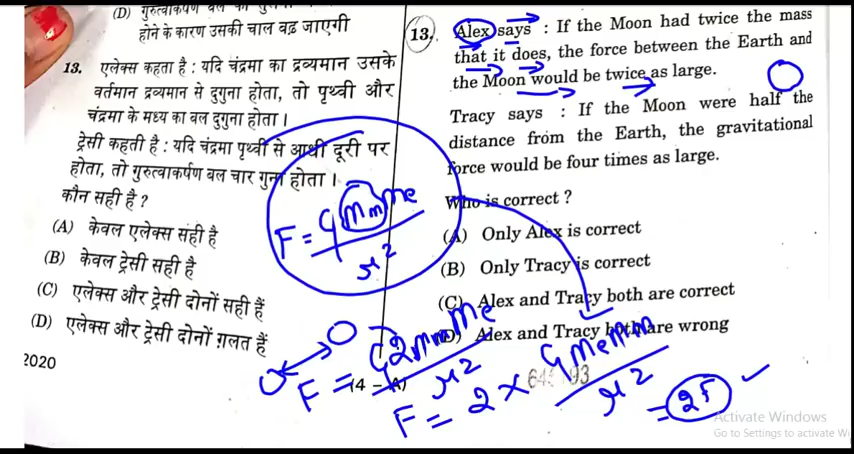 (D) गुरुत्वाकर्षण बल
होने के कारण उसकी चाल बढ़ जाएगी
13. एलेक्स कहता है : यदि चंद्रमा का द्रव्यमान उसके
वर्तमान द्रव्यमान से दुगुना होता, तो पृथ्वी और
चंद्रमा के मध्य का बल दुगुना होता ।
ट्रेसी कहती है : यदि चंद्रमा पृथ्वी से आधी दूरी पर
होता, तो गुरुत्वाकर्षण बल चार गुना होता ।
कौन सही है ?
(A) केवल एलेक्स सही है
(B) केवल ट्रेसी सही है
(C) एलेक्स और ट्रेसी दोनों सही हैं
(D) एलेक्स और ट्रेसी दोनों ग़लत हैं
2020
13. Alex says : If the Moon had twice the mass
that it does, the force between the Earth and
the Moon would be twice as large.
Tracy says : If the Moon were half the
distance from the Earth, the gravitational
force would be four times as large.
Who is correct ?
(A) Only Alex is correct
(B) Only Tracy is correct
(C) Alex and Tracy both are correct
(D) Alex and Tracy both are wrong
(4 – A)
F = G Mm Me / r²
F = G 2Mm Me / r²
F = 2 × G Me Mm / r²
= 2F
Activate Windows
Go to Settings to activate W